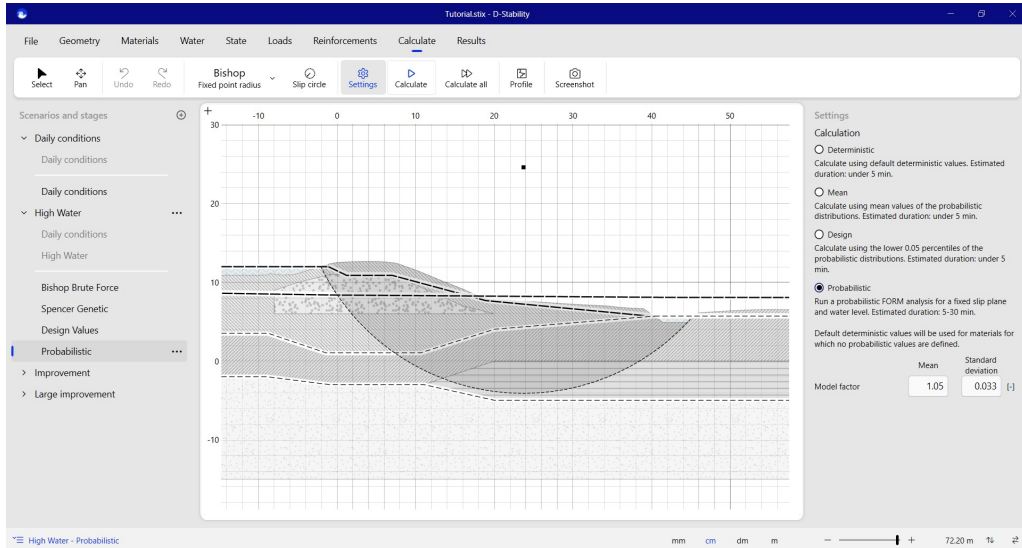 Tutorial.stix - D-Stability
File Geometry Materials Water State Loads Reinforcements Calculate Results
Select Pan Undo Redo Bishop Fixed point radius Slip circle Settings Calculate Calculate all Profile Screenshot
Scenarios and stages
Daily conditions
Daily conditions
Daily conditions
High Water
Daily conditions
High Water
Bishop Brute Force
Spencer Genetic
Design Values
Probabilistic
Improvement
Large improvement
-10 0 10 20 30 40 50
30
20
10
0
-10
Settings
Calculation
Deterministic
Calculate using default deterministic values. Estimated
duration: under 5 min.
Mean
Calculate using mean values of the probabilistic
distributions. Estimated duration: under 5 min.
Design
Calculate using the lower 0.05 percentiles of the
probabilistic distributions. Estimated duration: under 5
min.
Probabilistic
Run a probabilistic FORM analysis for a fixed slip plane
and water level. Estimated duration: 5-30 min.
Default deterministic values will be used for materials for
which no probabilistic values are defined.
Mean Standard
deviation
Model factor 1.05 0.033 [-]
High Water - Probabilistic
mm cm dm m
72.20 m